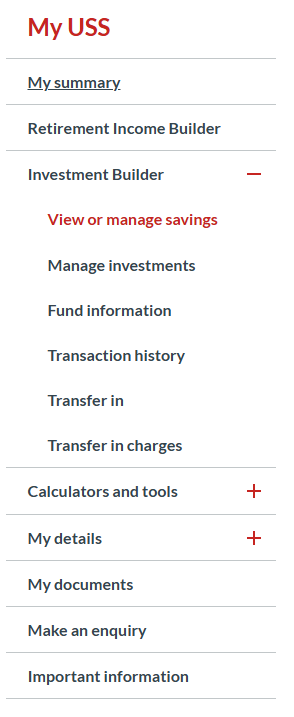 My USS
My summary
Retirement Income Builder
Investment Builder
View or manage savings
Manage investments
Fund information
Transaction history
Transfer in
Transfer in charges
Calculators and tools
My details
My documents
Make an enquiry
Important information